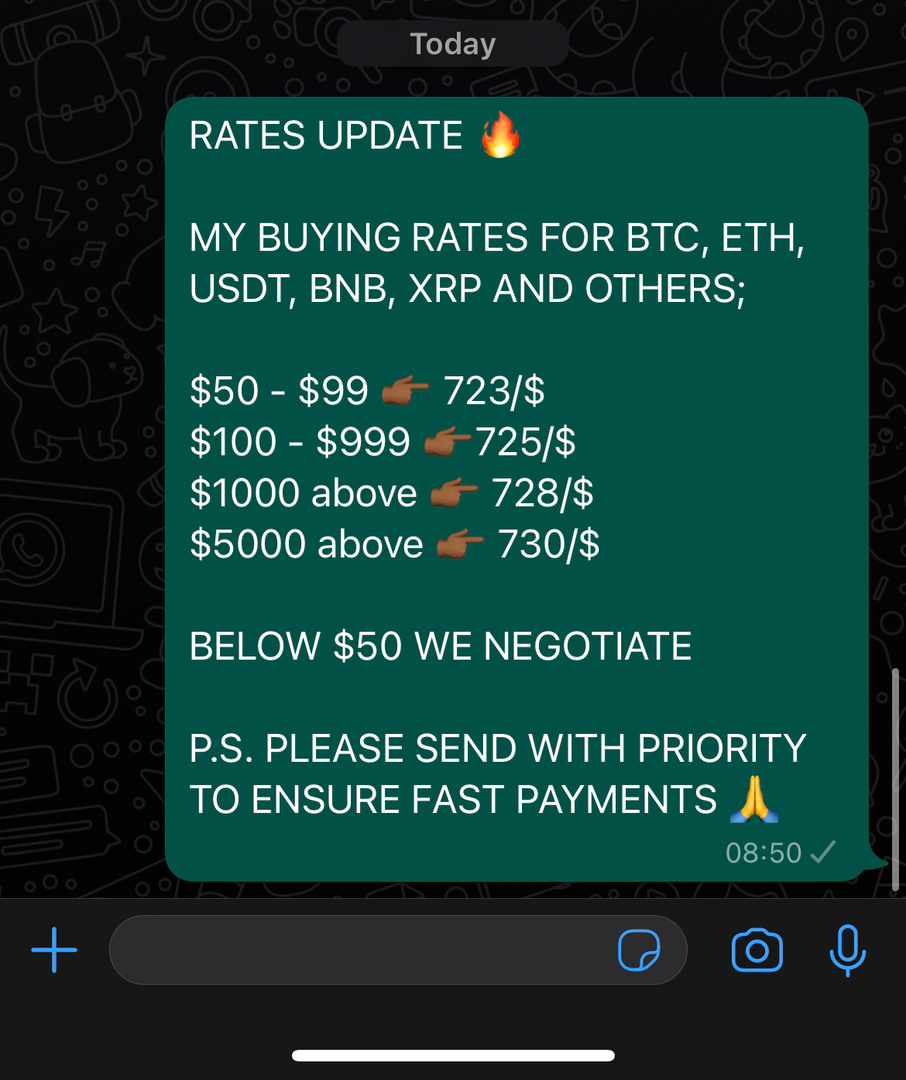 Today
RATES UPDATE 🔥
MY BUYING RATES FOR BTC, ETH,
USDT, BNB, XRP AND OTHERS;
$50 - $99 👉🏾 723/$
$100 - $999 👉🏾725/$
$1000 above 👉🏾 728/$
$5000 above 👉🏾 730/$
BELOW $50 WE NEGOTIATE
P.S. PLEASE SEND WITH PRIORITY
TO ENSURE FAST PAYMENTS 🙏
08:50